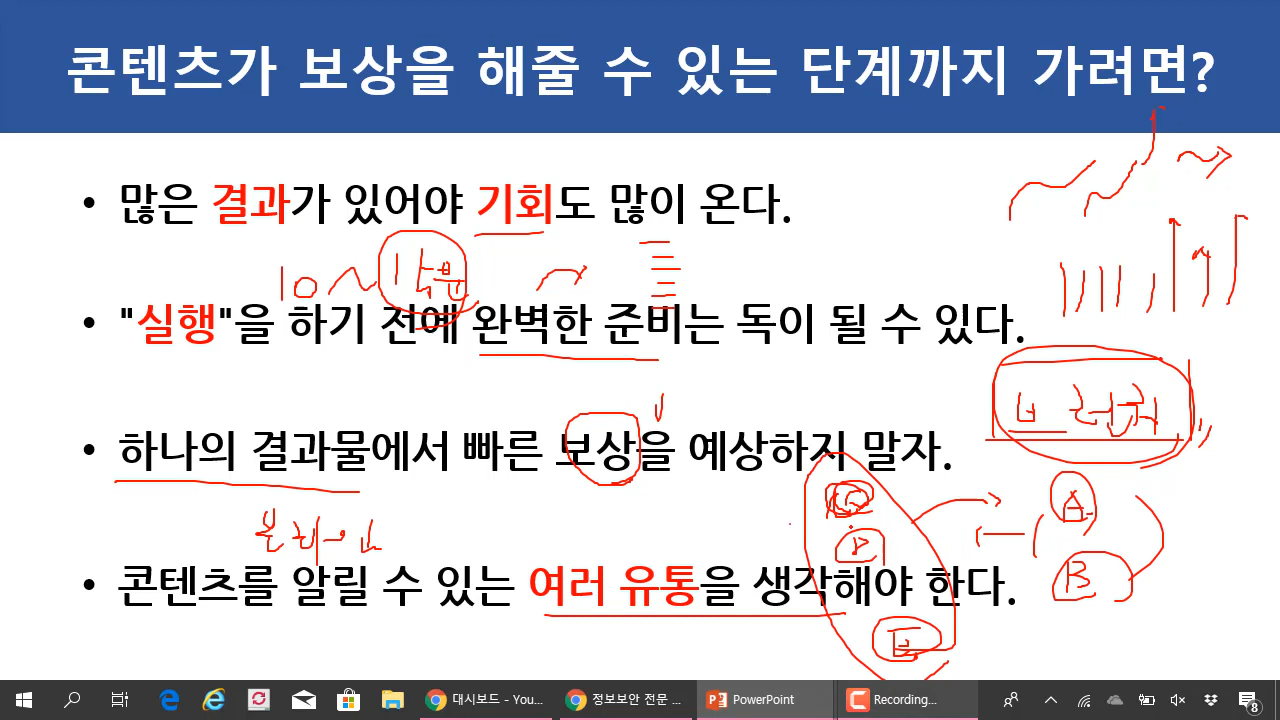 콘텐츠가 보상을 해줄 수 있는 단계까지 가려면?
• 많은 결과가 있어야 기회도 많이 온다.
10~
• "실행"을 하기 전에 완벽한 준비는 독이 될 수 있다.
• 하나의 결과물에서 빠른 보상을 예상하지 말자.
C
A
P
B
• 콘텐츠를 알릴 수 있는 여러 유통을 생각해야 한다.
E
대시보드 - You...
정보보안 전문 ...
PowerPoint
Recording...
8